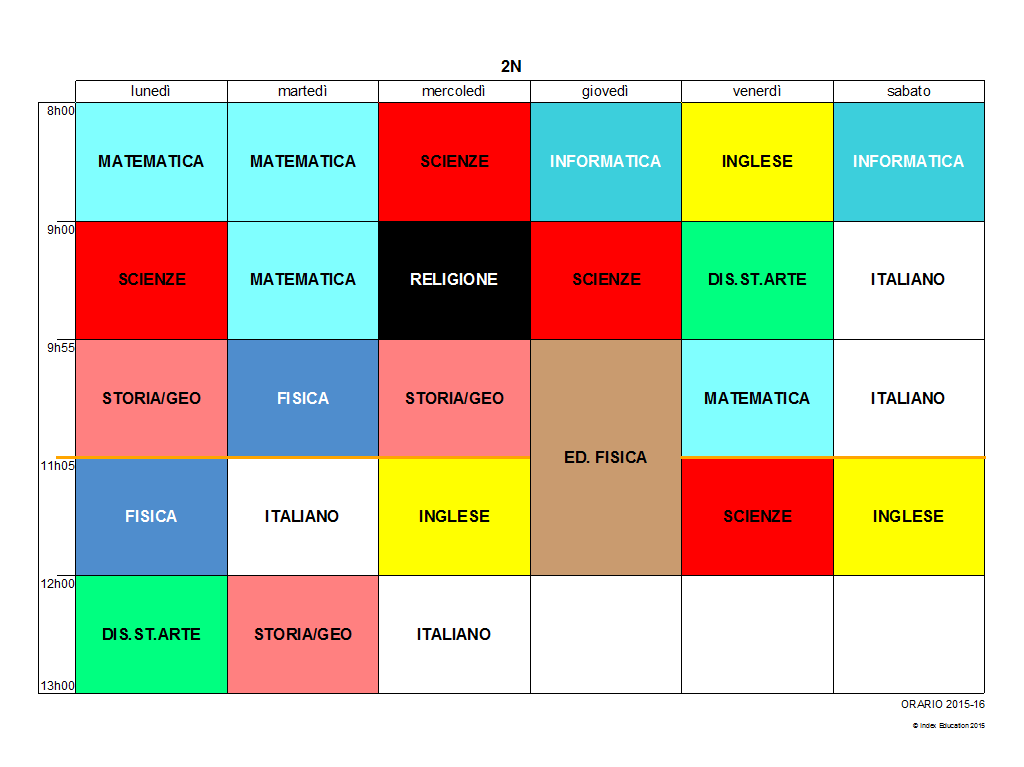 2N
lunedì martedì mercoledì giovedì venerdì sabato
8h00
MATEMATICA MATEMATICA SCIENZE INFORMATICA INGLESE INFORMATICA
9h00
SCIENZE MATEMATICA RELIGIONE SCIENZE DIS.ST.ARTE ITALIANO
9h55
STORIA/GEO FISICA STORIA/GEO MATEMATICA ITALIANO
ED. FISICA
11h05
FISICA ITALIANO INGLESE SCIENZE INGLESE
12h00
DIS.ST.ARTE STORIA/GEO ITALIANO
13h00
ORARIO 2015-16
© Index Education 2015